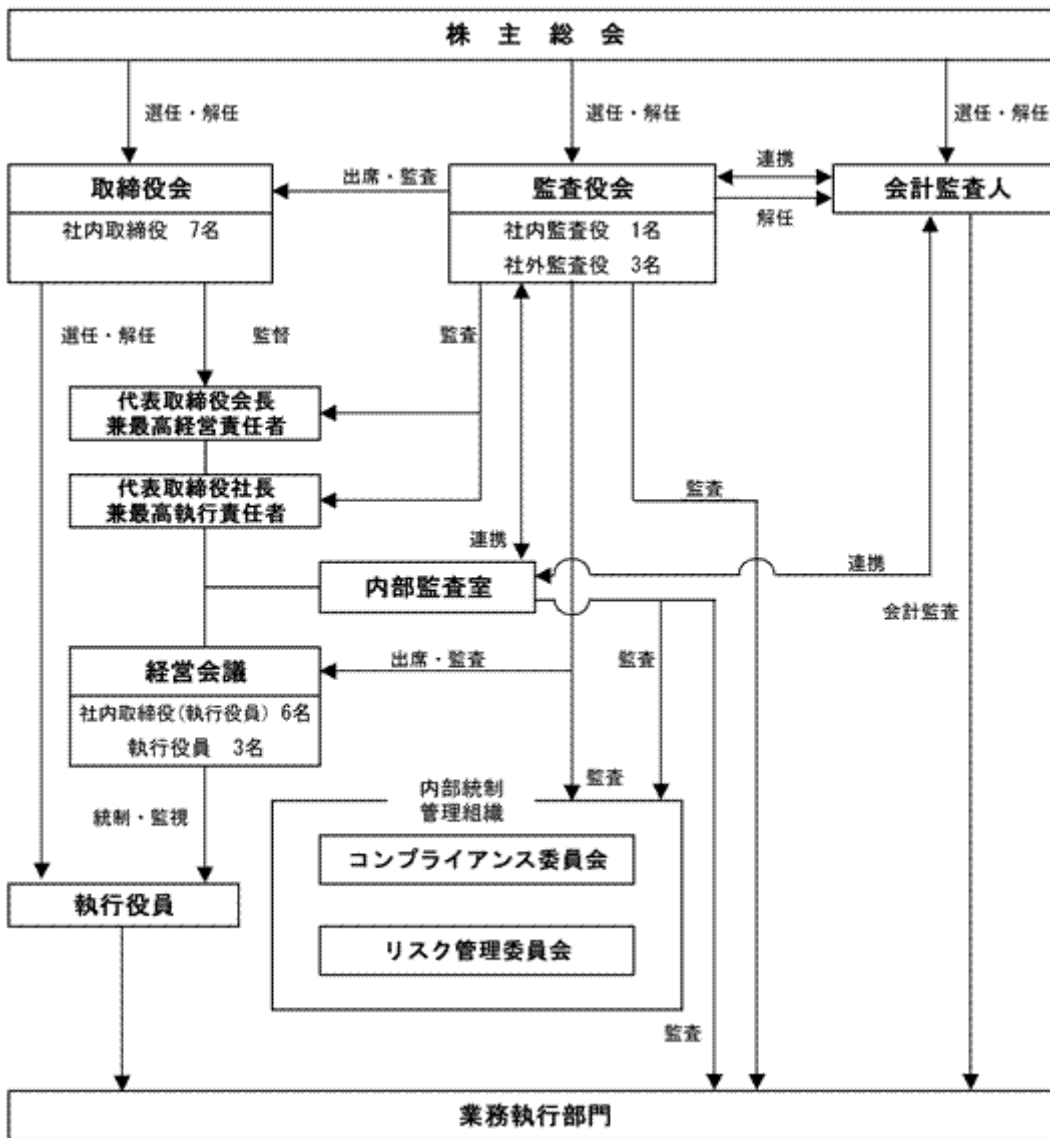 株 主 総 会
選任・解任
選任・解任
選任・解任
取締役会
社内取締役 7名
出席・監査
監査役会
社内監査役 1名
社外監査役 3名
連携
解任
会計監査人
選任・解任
監督
監査
代表取締役会長
兼最高経営責任者
代表取締役社長
兼最高執行責任者
監査
連携
連携
内部監査室
会計監査
経営会議
社内取締役(執行役員) 6名
執行役員 3名
出席・監査
監査
統制・監視
監査
内部統制
管理組織
コンプライアンス委員会
リスク管理委員会
執行役員
監査
業務執行部門